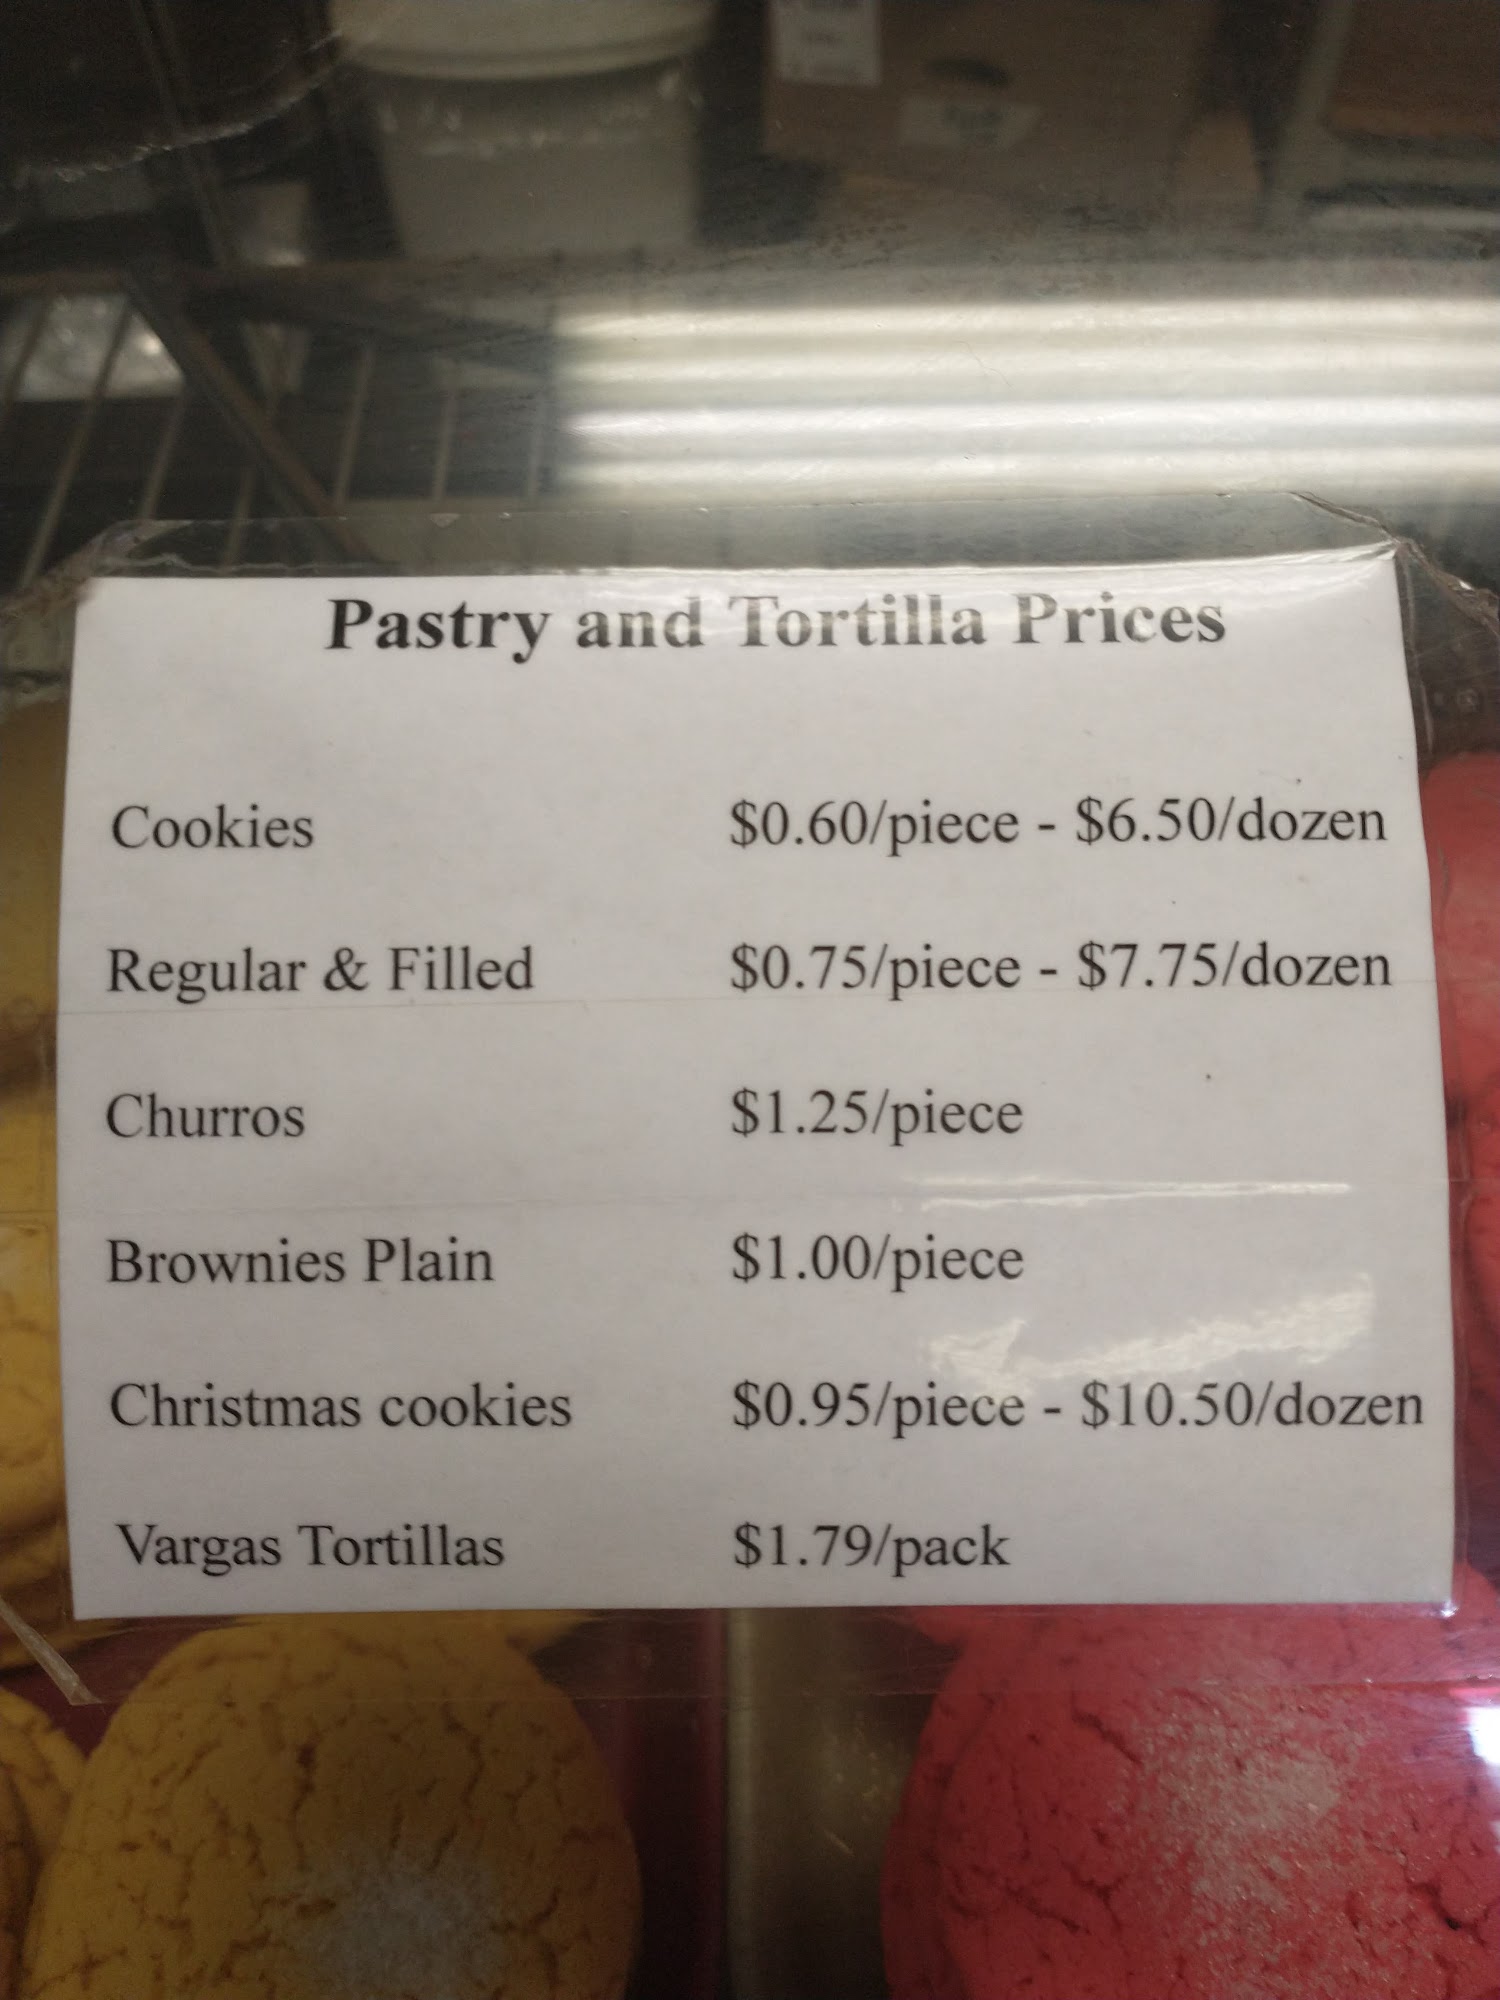 Pastry and Tortilla Prices
Cookies $0.60/piece - $6.50/dozen
Regular & Filled $0.75/piece - $7.75/dozen
Churros $1.25/piece
Brownies Plain $1.00/piece
Christmas cookies $0.95/piece - $10.50/dozen
Vargas Tortillas $1.79/pack